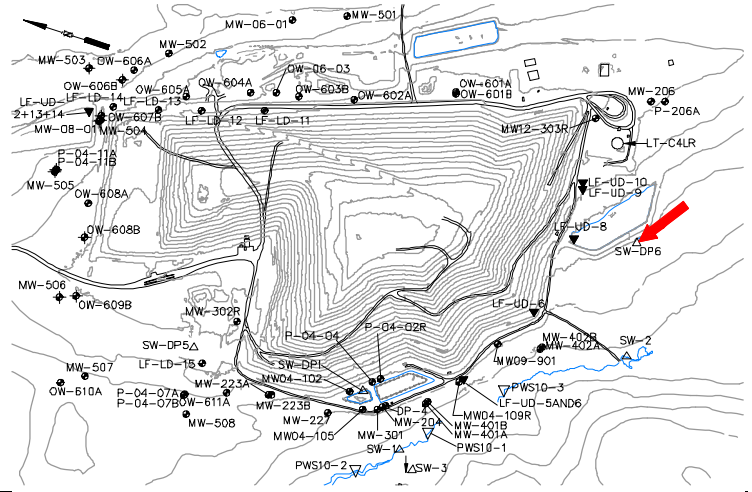 MW-501
MW-06-01
MW-502
MW-503
OW-606A
OW-606B
OW-605A
OW-604A
OW-06-03
OW-603B
OW-602A
OW-601A
OW-601B
MW-206
P-206A
LF-UD-
LF-LD-14
LF-LD-13
2+13+14
OW-607B
LF-LD-12
LF-LD-11
MW-08-01
MW-504
MW12-303R
LT-C4LR
P-04-11A
P-04-11B
MW-505
OW-608A
LF-UD-10
LF-UD-9
LF-UD-8
OW-608B
SW-DP6
MW-506
OW-609B
MW-302R
LF-UD-6
P-04-04
P-04-02R
SW-DP5
MW-402B
MW-402A
SW-2
LF-LD-15
SW-DP1
MW09-901
MW-507
MW04-102
OW-610A
MW-223A
P-04-07A
P-04-07B
OW-611A
MW-223B
PWS10-3
LF-UD-5AND6
MW-508
MW-227
DP-4
MW04-109R
MW-204
MW-401B
MW-401A
MW04-105
MW-301
SW-1
PWS10-1
PWS10-2
SW-3